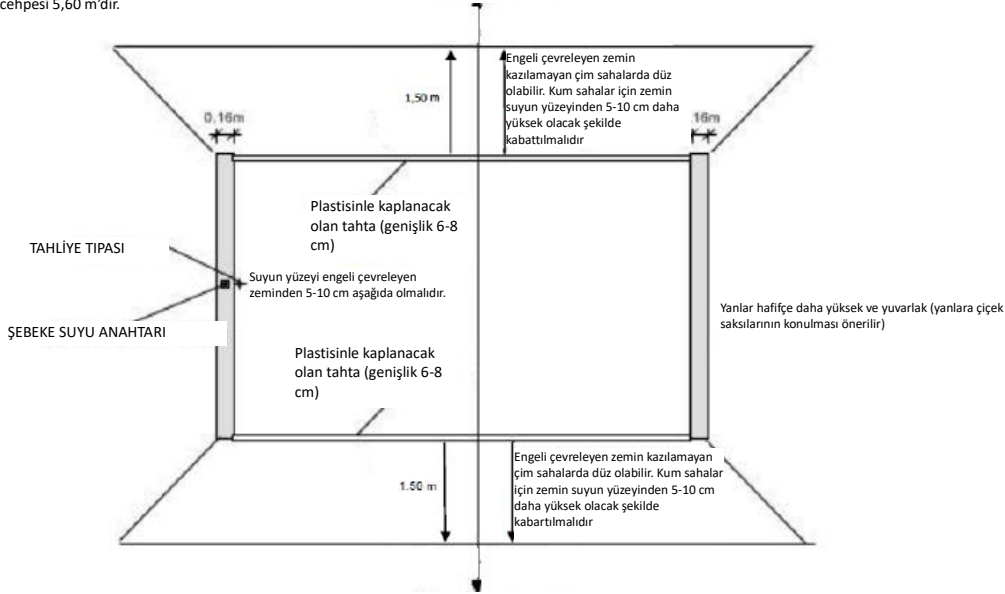 cehpesi 5,60 m'dir.
Engeli çevreleyen zemin
kazılamayan çim sahalarda düz
olabilir. Kum sahalar için zemin
suyun yüzeyinden 5-10 cm daha
yüksek olacak şekilde
kabattılmalıdır
1,50 m
0.16m
16m
Plastisinle kaplanacak
olan tahta (genişlik 6-8
cm)
TAHLİYE TIPASI
Suyun yüzeyi engeli çevreleyen
zeminden 5-10 cm aşağıda olmalıdır.
Yanlar hafifçe daha yüksek ve yuvarlak (yanlara çiçek
saksılarının konulması önerilir)
ŞEBEKE SUYU ANAHTARI
Plastisinle kaplanacak
olan tahta (genişlik 6-8
cm)
Engeli çevreleyen zemin kazılamayan
çim sahalarda düz olabilir. Kum sahalar
için zemin suyun yüzeyinden 5-10 cm
daha yüksek olacak şekilde
kabartılmalıdır
1.50 m